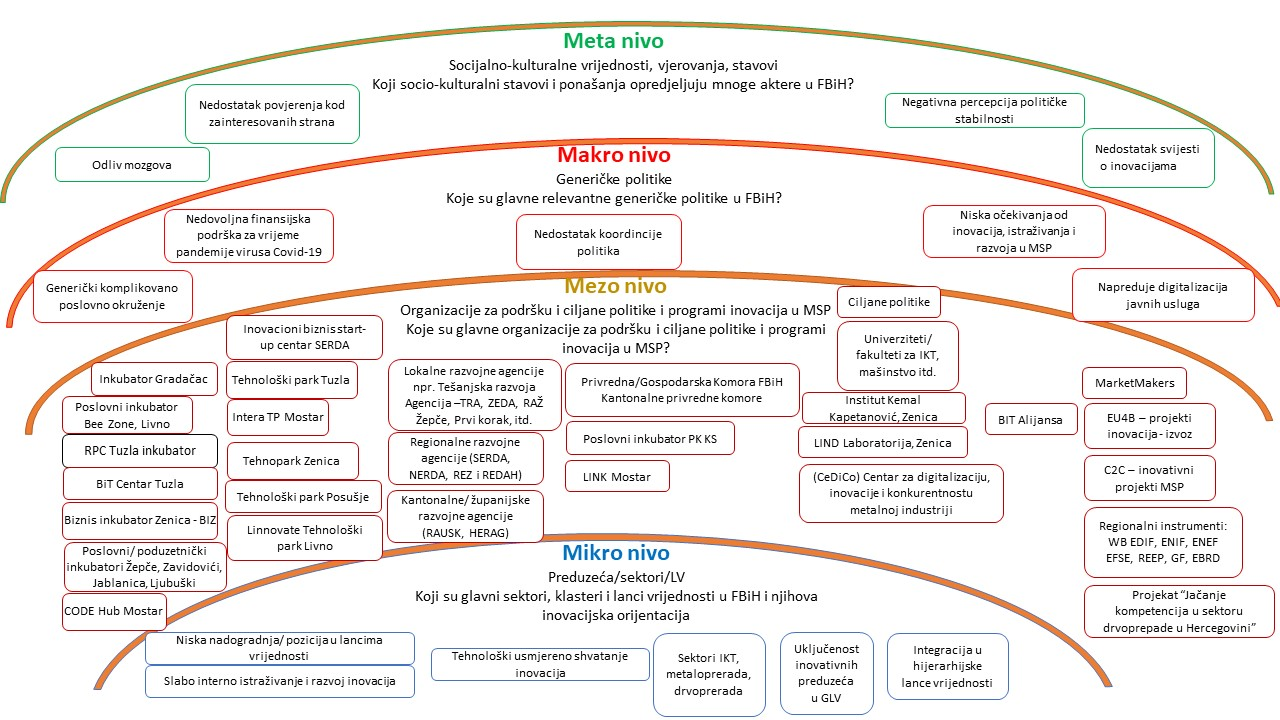 Meta nivo
Socijalno-kulturalne vrijednosti, vjerovanja, stavovi
Koji socio-kulturalni stavovi i ponašanja opredjeljuju mnoge aktere u FBiH?
Nedostatak povjerenja kod
zainteresovanih strana
Odliv mozgova
Negativna percepcija političke
stabilnosti
Nedostatak svijesti
o inovacijama
Makro nivo
Generičke politike
Koje su glavne relevantne generičke politike u FBiH?
Nedovoljna finansijska
podrška za vrijeme
pandemije virusa Covid-19
Nedostatak koordincije
politika
Niska očekivanja od
inovacija, istraživanja i
razvoja u MSP
Generički komplikovano
poslovno okruženje
Napreduje digitalizacija
javnih usluga
Mezo nivo
Organizacije za podršku i ciljane politike i programi inovacija u MSP
Koje su glavne organizacije za podršku i ciljane politike i programi
inovacija u MSP?
Inkubator Gradačac
Poslovni inkubator
Bee Zone, Livno
RPC Tuzla inkubator
BiT Centar Tuzla
Biznis inkubator Zenica - BIZ
Poslovni/ poduzetnički
inkubatori Žepče, Zavidovići,
Jablanica, Ljubuški
CODE Hub Mostar
Inovacioni biznis start-
up centar SERDA
Tehnološki park Tuzla
Intera TP Mostar
Tehnopark Zenica
Tehnološki park Posušje
Linnovate Tehnološki
park Livno
Lokalne razvojne agencije
npr. Tešanjska razvoja
Agencija –TRA, ZEDA, RAŽ
Žepče, Prvi korak, itd.
Regionalne razvojne
agencije (SERDA,
NERDA, REZ i REDAH)
Kantonalne/ županijske
razvojne agencije
(RAUSK, HERAG)
Privredna/Gospodarska Komora FBiH
Kantonalne privredne komore
Poslovni inkubator PK KS
LINK Mostar
Ciljane politike
Univerziteti/
fakulteti za IKT,
mašinstvo itd.
Institut Kemal
Kapetanović, Zenica
LIND Laboratorija, Zenica
(CeDiCo) Centar za digitalizaciju,
inovacije i konkurentnostu
metalnoj industriji
BIT Alijansa
MarketMakers
EU4B – projekti
inovacija - izvoz
C2C – inovativni
projekti MSP
Regionalni instrumenti:
WB EDIF, ENIF, ENEF
EFSE, REEP, GF, EBRD
Projekat “Jačanje
kompetencija u sektoru
drvoprepade u Hercegovini”
Mikro nivo
Preduzeća/sektori/LV
Koji su glavni sektori, klasteri i lanci vrijednosti u FBiH i njihova
inovacijska orijentacija
Niska nadogradnja/ pozicija u lancima
vrijednosti
Slabo interno istraživanje i razvoj inovacija
Tehnološki usmjereno shvatanje
inovacija
Sektori IKT,
metaloprerada,
drvoprerada
Uključenost
inovativnih
preduzeća
u GLV
Integracija u
hijerarhijske
lance vrijednosti